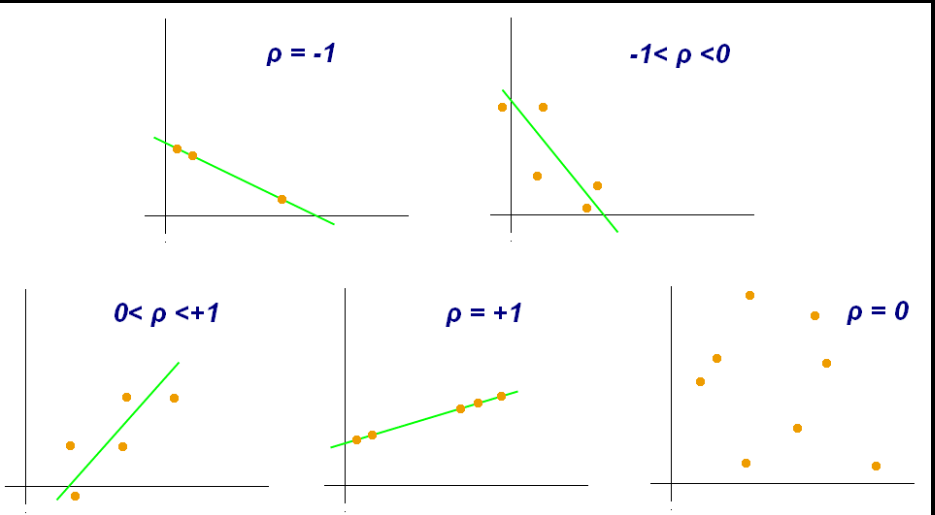 ρ = -1
-1< ρ <0
0< ρ <+1
ρ = +1
ρ = 0